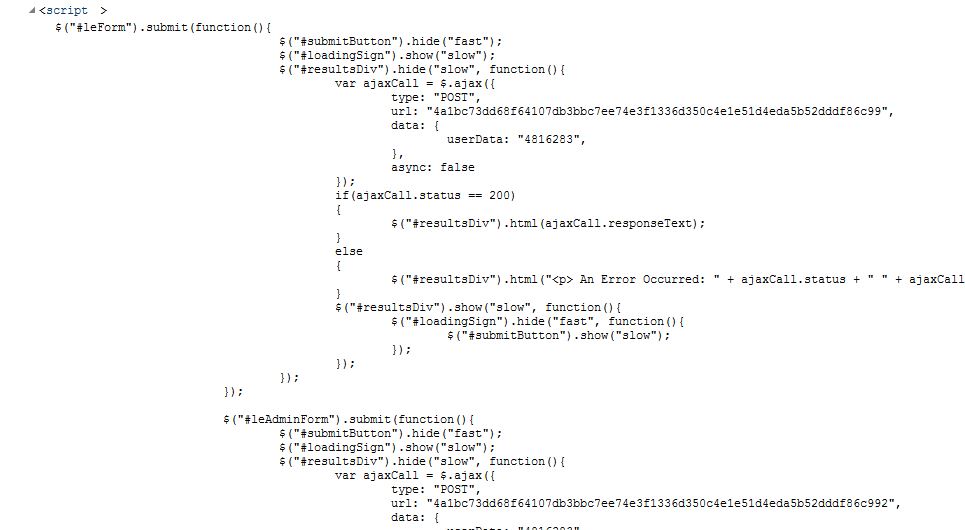 <script >
$("#leForm").submit(function(){
$("#submitButton").hide("fast");
$("#loadingSign").show("slow");
$("#resultsDiv").hide("slow", function(){
var ajaxCall = $.ajax({
type: "POST",
url: "4a1bc73dd68f64107db3bbc7ee74e3f1336d350c4e1e51d4eda5b52dddf86c99",
data: {
userData: "4816283",
},
async: false
});
if(ajaxCall.status == 200)
{
$("#resultsDiv").html(ajaxCall.responseText);
}
else
{
$("#resultsDiv").html("<p> An Error Occurred: " + ajaxCall.status + " " + ajaxCall
}
$("#resultsDiv").show("slow", function(){
$("#loadingSign").hide("fast", function(){
$("#submitButton").show("slow");
});
});
});
});
$("#leAdminForm").submit(function(){
$("#submitButton").hide("fast");
$("#loadingSign").show("slow");
$("#resultsDiv").hide("slow", function(){
var ajaxCall = $.ajax({
type: "POST",
url: "4a1bc73dd68f64107db3bbc7ee74e3f1336d350c4e1e51d4eda5b52dddf86c992",
data: {
userData: "4816283"